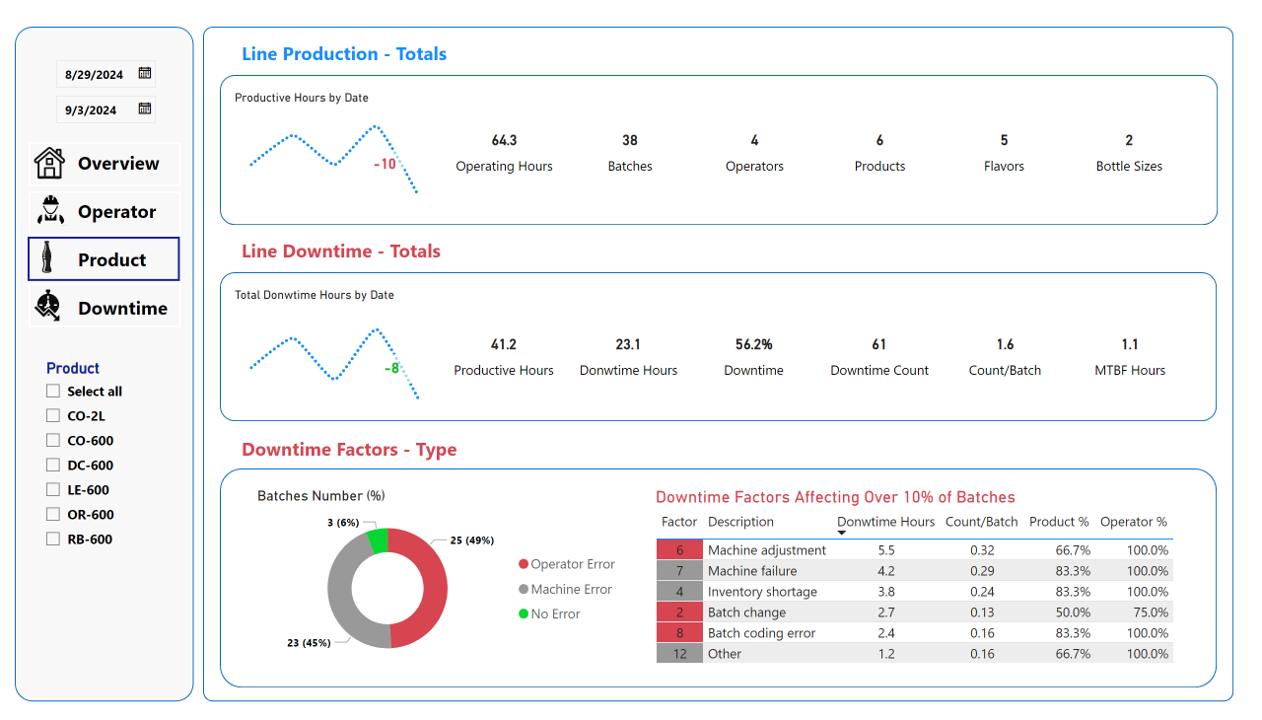 8/29/2024
9/3/2024
Overview
Operator
Product
Downtime
Product
Select all
CO-2L
CO-600
DC-600
LE-600
OR-600
RB-600
Line Production - Totals
Productive Hours by Date
-10
64.3
Operating Hours
38
Batches
4
Operators
6
Products
5
Flavors
2
Bottle Sizes
Line Downtime - Totals
Total Donwtime Hours by Date
-8
41.2
Productive Hours
23.1
Donwtime Hours
56.2%
Downtime
61
Downtime Count
1.6
Count/Batch
1.1
MTBF Hours
Downtime Factors - Type
Batches Number (%)
3 (6%)
25 (49%)
23 (45%)
Operator Error
Machine Error
No Error
Downtime Factors Affecting Over 10% of Batches
Factor Description Donwtime Hours Count/Batch Product % Operator %
6 Machine adjustment 5.5 0.32 66.7% 100.0%
7 Machine failure 4.2 0.29 83.3% 100.0%
4 Inventory shortage 3.8 0.24 83.3% 100.0%
2 Batch change 2.7 0.13 50.0% 75.0%
8 Batch coding error 2.4 0.16 83.3% 100.0%
12 Other 1.2 0.16 66.7% 100.0%